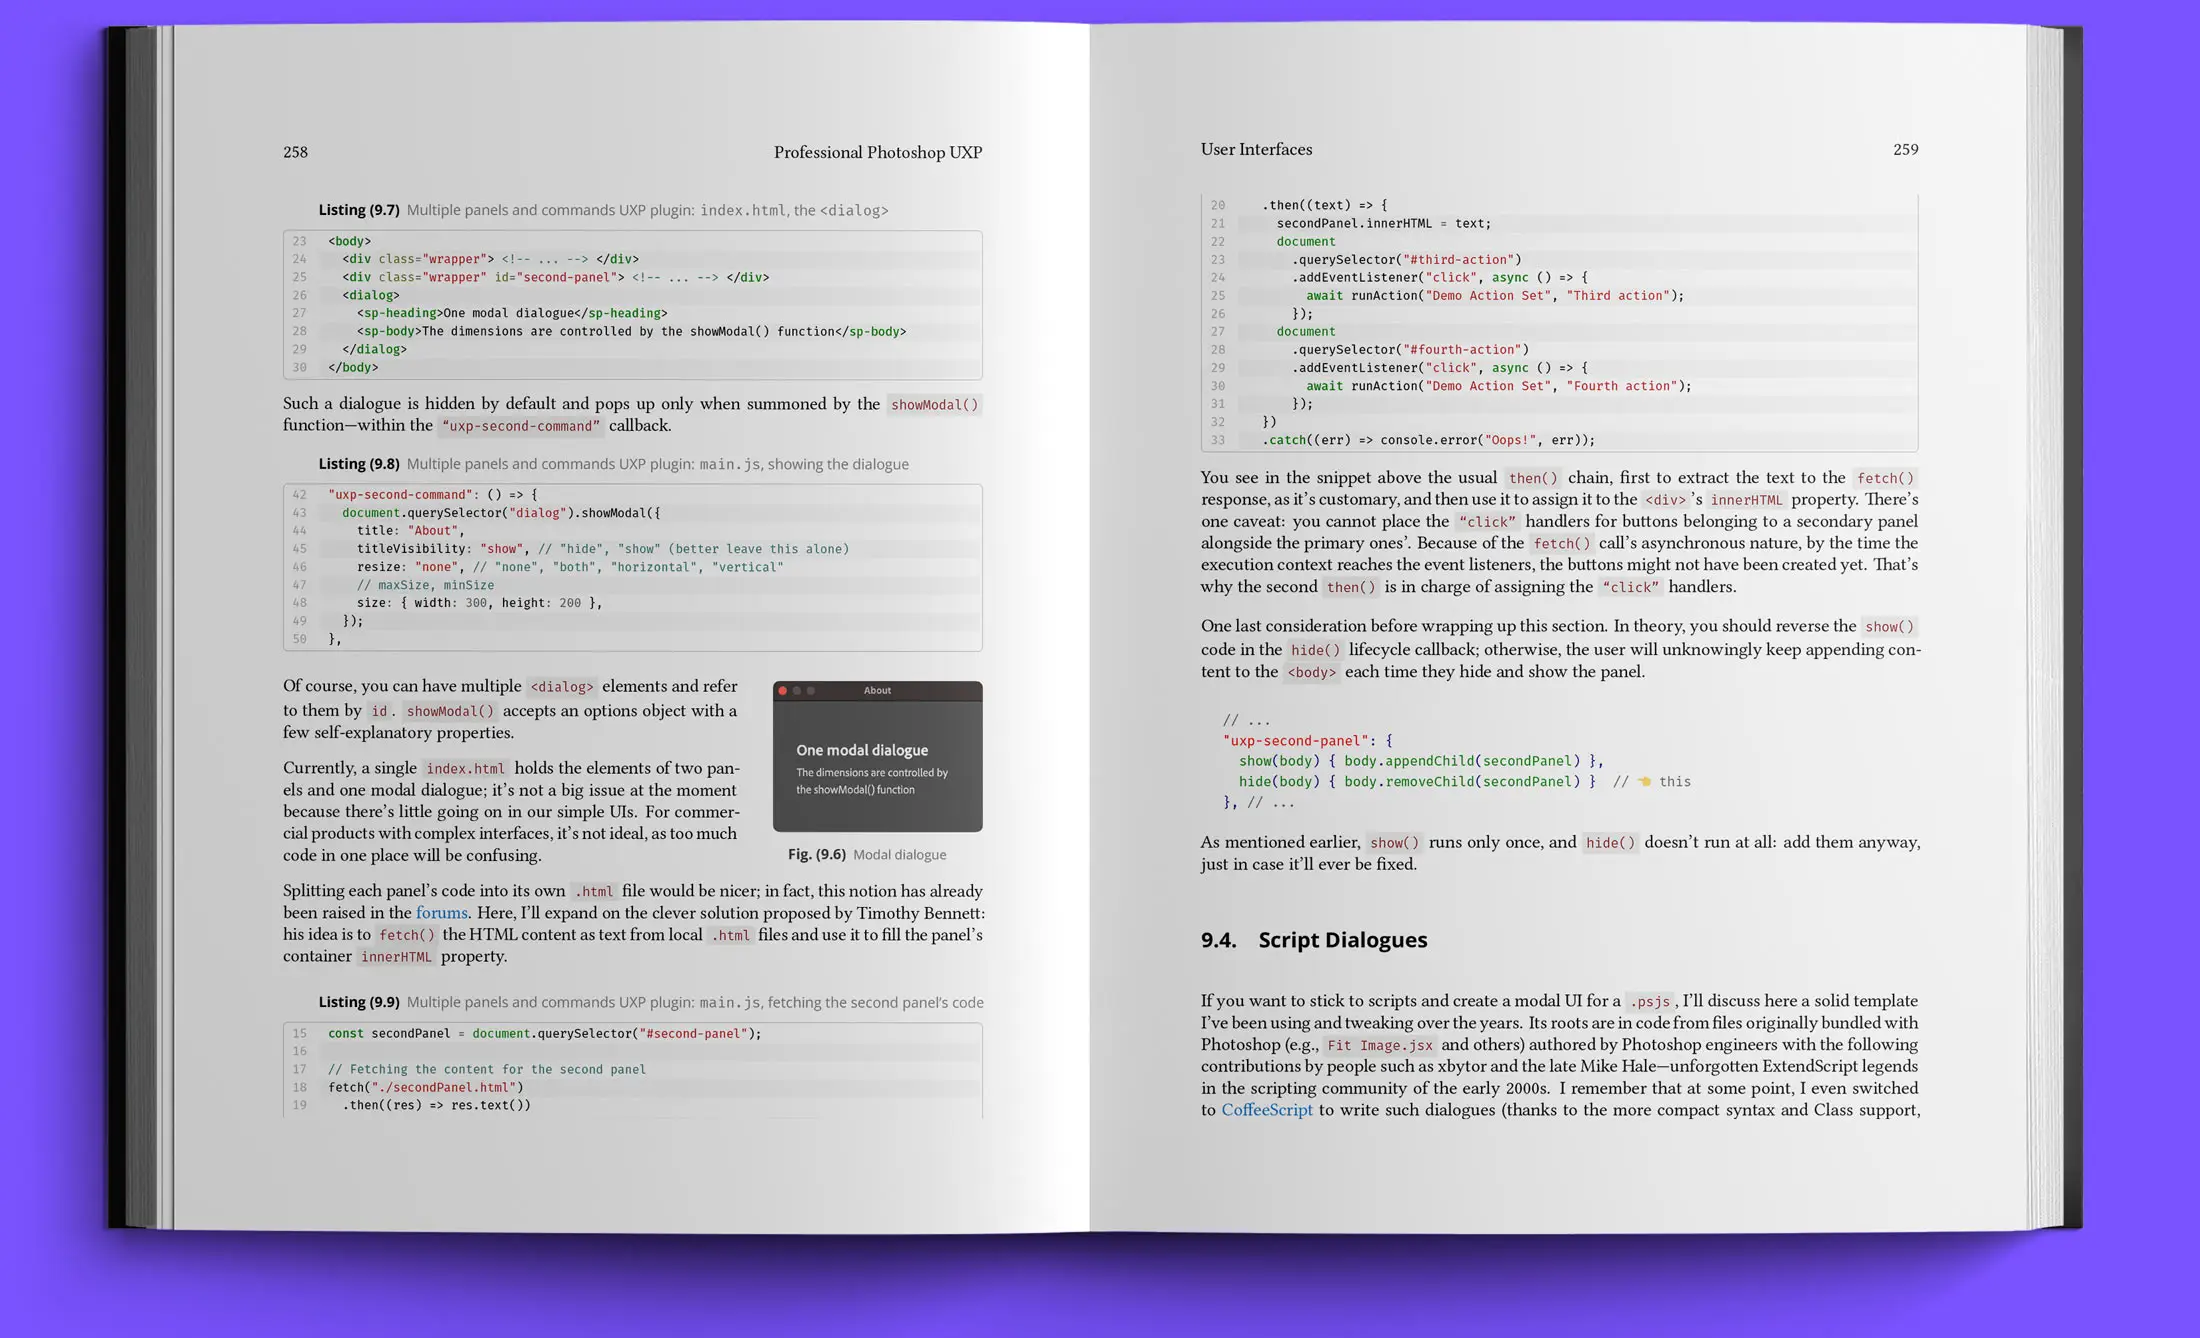 258 Professional Photoshop UXP
Listing (9.7) Multiple panels and commands UXP plugin: index.html, the <dialog>
23 <body>
24 <div class="wrapper"> <!-- ... --> </div>
25 <div class="wrapper" id="second-panel"> <!-- ... --> </div>
26 <dialog>
27 <sp-heading>One modal dialogue</sp-heading>
28 <sp-body>The dimensions are controlled by the showModal() function</sp-body>
29 </dialog>
30 </body>
Such a dialogue is hidden by default and pops up only when summoned by the showModal()
function—within the “uxp-second-command” callback.
Listing (9.8) Multiple panels and commands UXP plugin: main.js, showing the dialogue
42 "uxp-second-command": () => {
43 document.querySelector("dialog").showModal({
44 title: "About",
45 titleVisibility: "show", // "hide", "show" (better leave this alone)
46 resize: "none", // "none", "both", "horizontal", "vertical"
47 // maxSize, minSize
48 size: { width: 300, height: 200 },
49 });
50 },
Of course, you can have multiple <dialog> elements and refer
to them by id. showModal() accepts an options object with a
few self-explanatory properties.
Currently, a single index.html holds the elements of two pan-
els and one modal dialogue; it’s not a big issue at the moment
because there’s little going on in our simple UIs. For commer-
cial products with complex interfaces, it’s not ideal, as too much
code in one place will be confusing.
About
One modal dialogue
The dimensions are controlled by
the showModal() function
Fig. (9.6) Modal dialogue
Splitting each panel’s code into its own .html file would be nicer; in fact, this notion has already
been raised in the forums. Here, I’ll expand on the clever solution proposed by Timothy Bennett:
his idea is to fetch() the HTML content as text from local .html files and use it to fill the panel’s
container innerHTML property.
Listing (9.9) Multiple panels and commands UXP plugin: main.js, fetching the second panel’s code
15 const secondPanel = document.querySelector("#second-panel");
16
17 // Fetching the content for the second panel
18 fetch("./secondPanel.html")
19 .then((res) => res.text())
User Interfaces 259
20 .then((text) => {
21 secondPanel.innerHTML = text;
22 document
23 .querySelector("#third-action")
24 .addEventListener("click", async () => {
25 await runAction("Demo Action Set", "Third action");
26 });
27 document
28 .querySelector("#fourth-action")
29 .addEventListener("click", async () => {
30 await runAction("Demo Action Set", "Fourth action");
31 });
32 })
33 .catch((err) => console.error("Oops!", err));
You see in the snippet above the usual then() chain, first to extract the text to the fetch()
response, as it’s customary, and then use it to assign it to the <div>’s innerHTML property. There’s
one caveat: you cannot place the “click” handlers for buttons belonging to a secondary panel
alongside the primary ones’. Because of the fetch() call’s asynchronous nature, by the time the
execution context reaches the event listeners, the buttons might not have been created yet. That’s
why the second then() is in charge of assigning the “click” handlers.
One last consideration before wrapping up this section. In theory, you should reverse the show()
code in the hide() lifecycle callback; otherwise, the user will unknowingly keep appending con-
tent to the <body> each time they hide and show the panel.
// ...
"uxp-second-panel": {
show(body) { body.appendChild(secondPanel) },
hide(body) { body.removeChild(secondPanel) } // 👈 this
}, // ...
As mentioned earlier, show() runs only once, and hide() doesn’t run at all: add them anyway,
just in case it’ll ever be fixed.
9.4. Script Dialogues
If you want to stick to scripts and create a modal UI for a .psjs, I’ll discuss here a solid template
I’ve been using and tweaking over the years. Its roots are in code from files originally bundled with
Photoshop (e.g., Fit Image.jsx and others) authored by Photoshop engineers with the following
contributions by people such as xbytor and the late Mike Hale—unforgotten ExtendScript legends
in the scripting community of the early 2000s. I remember that at some point, I even switched
to CoffeeScript to write such dialogues (thanks to the more compact syntax and Class support,